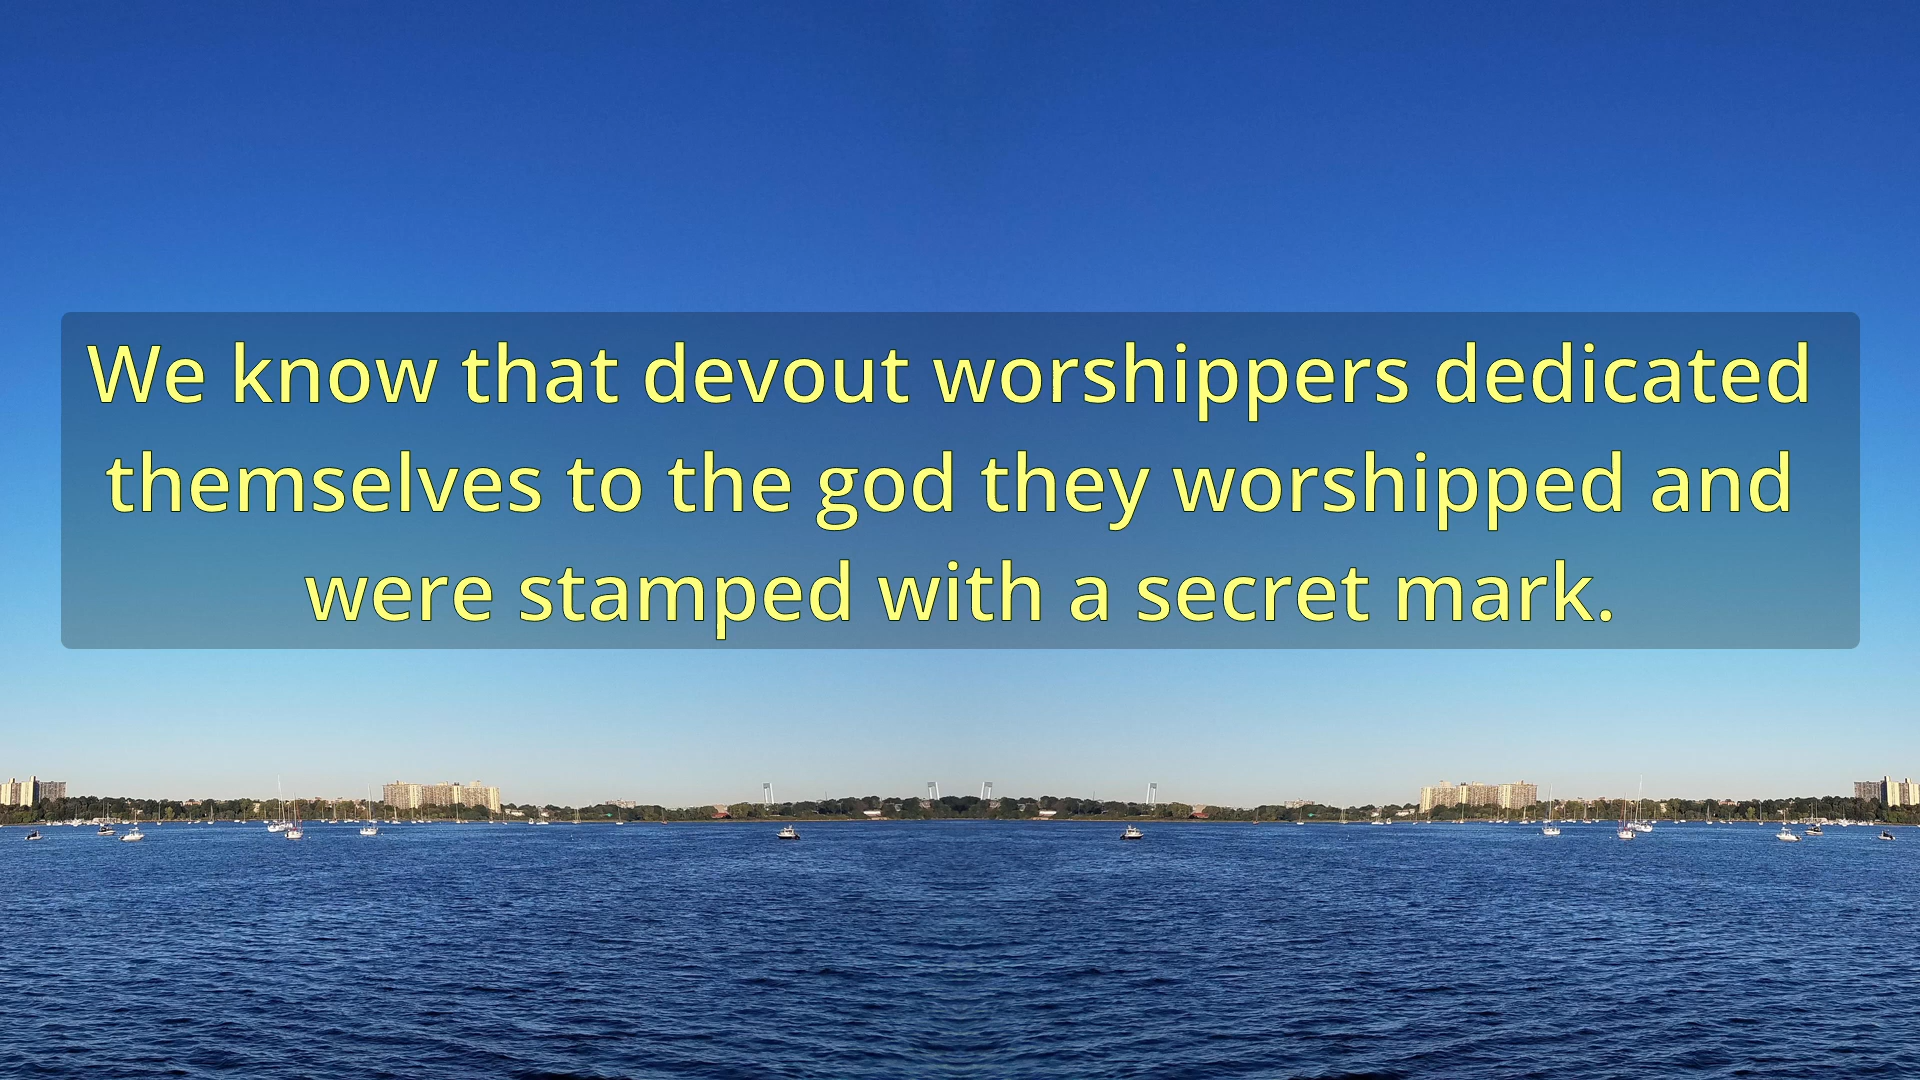 We know that devout worshippers dedicated
themselves to the god they worshipped and
were stamped with a secret mark.